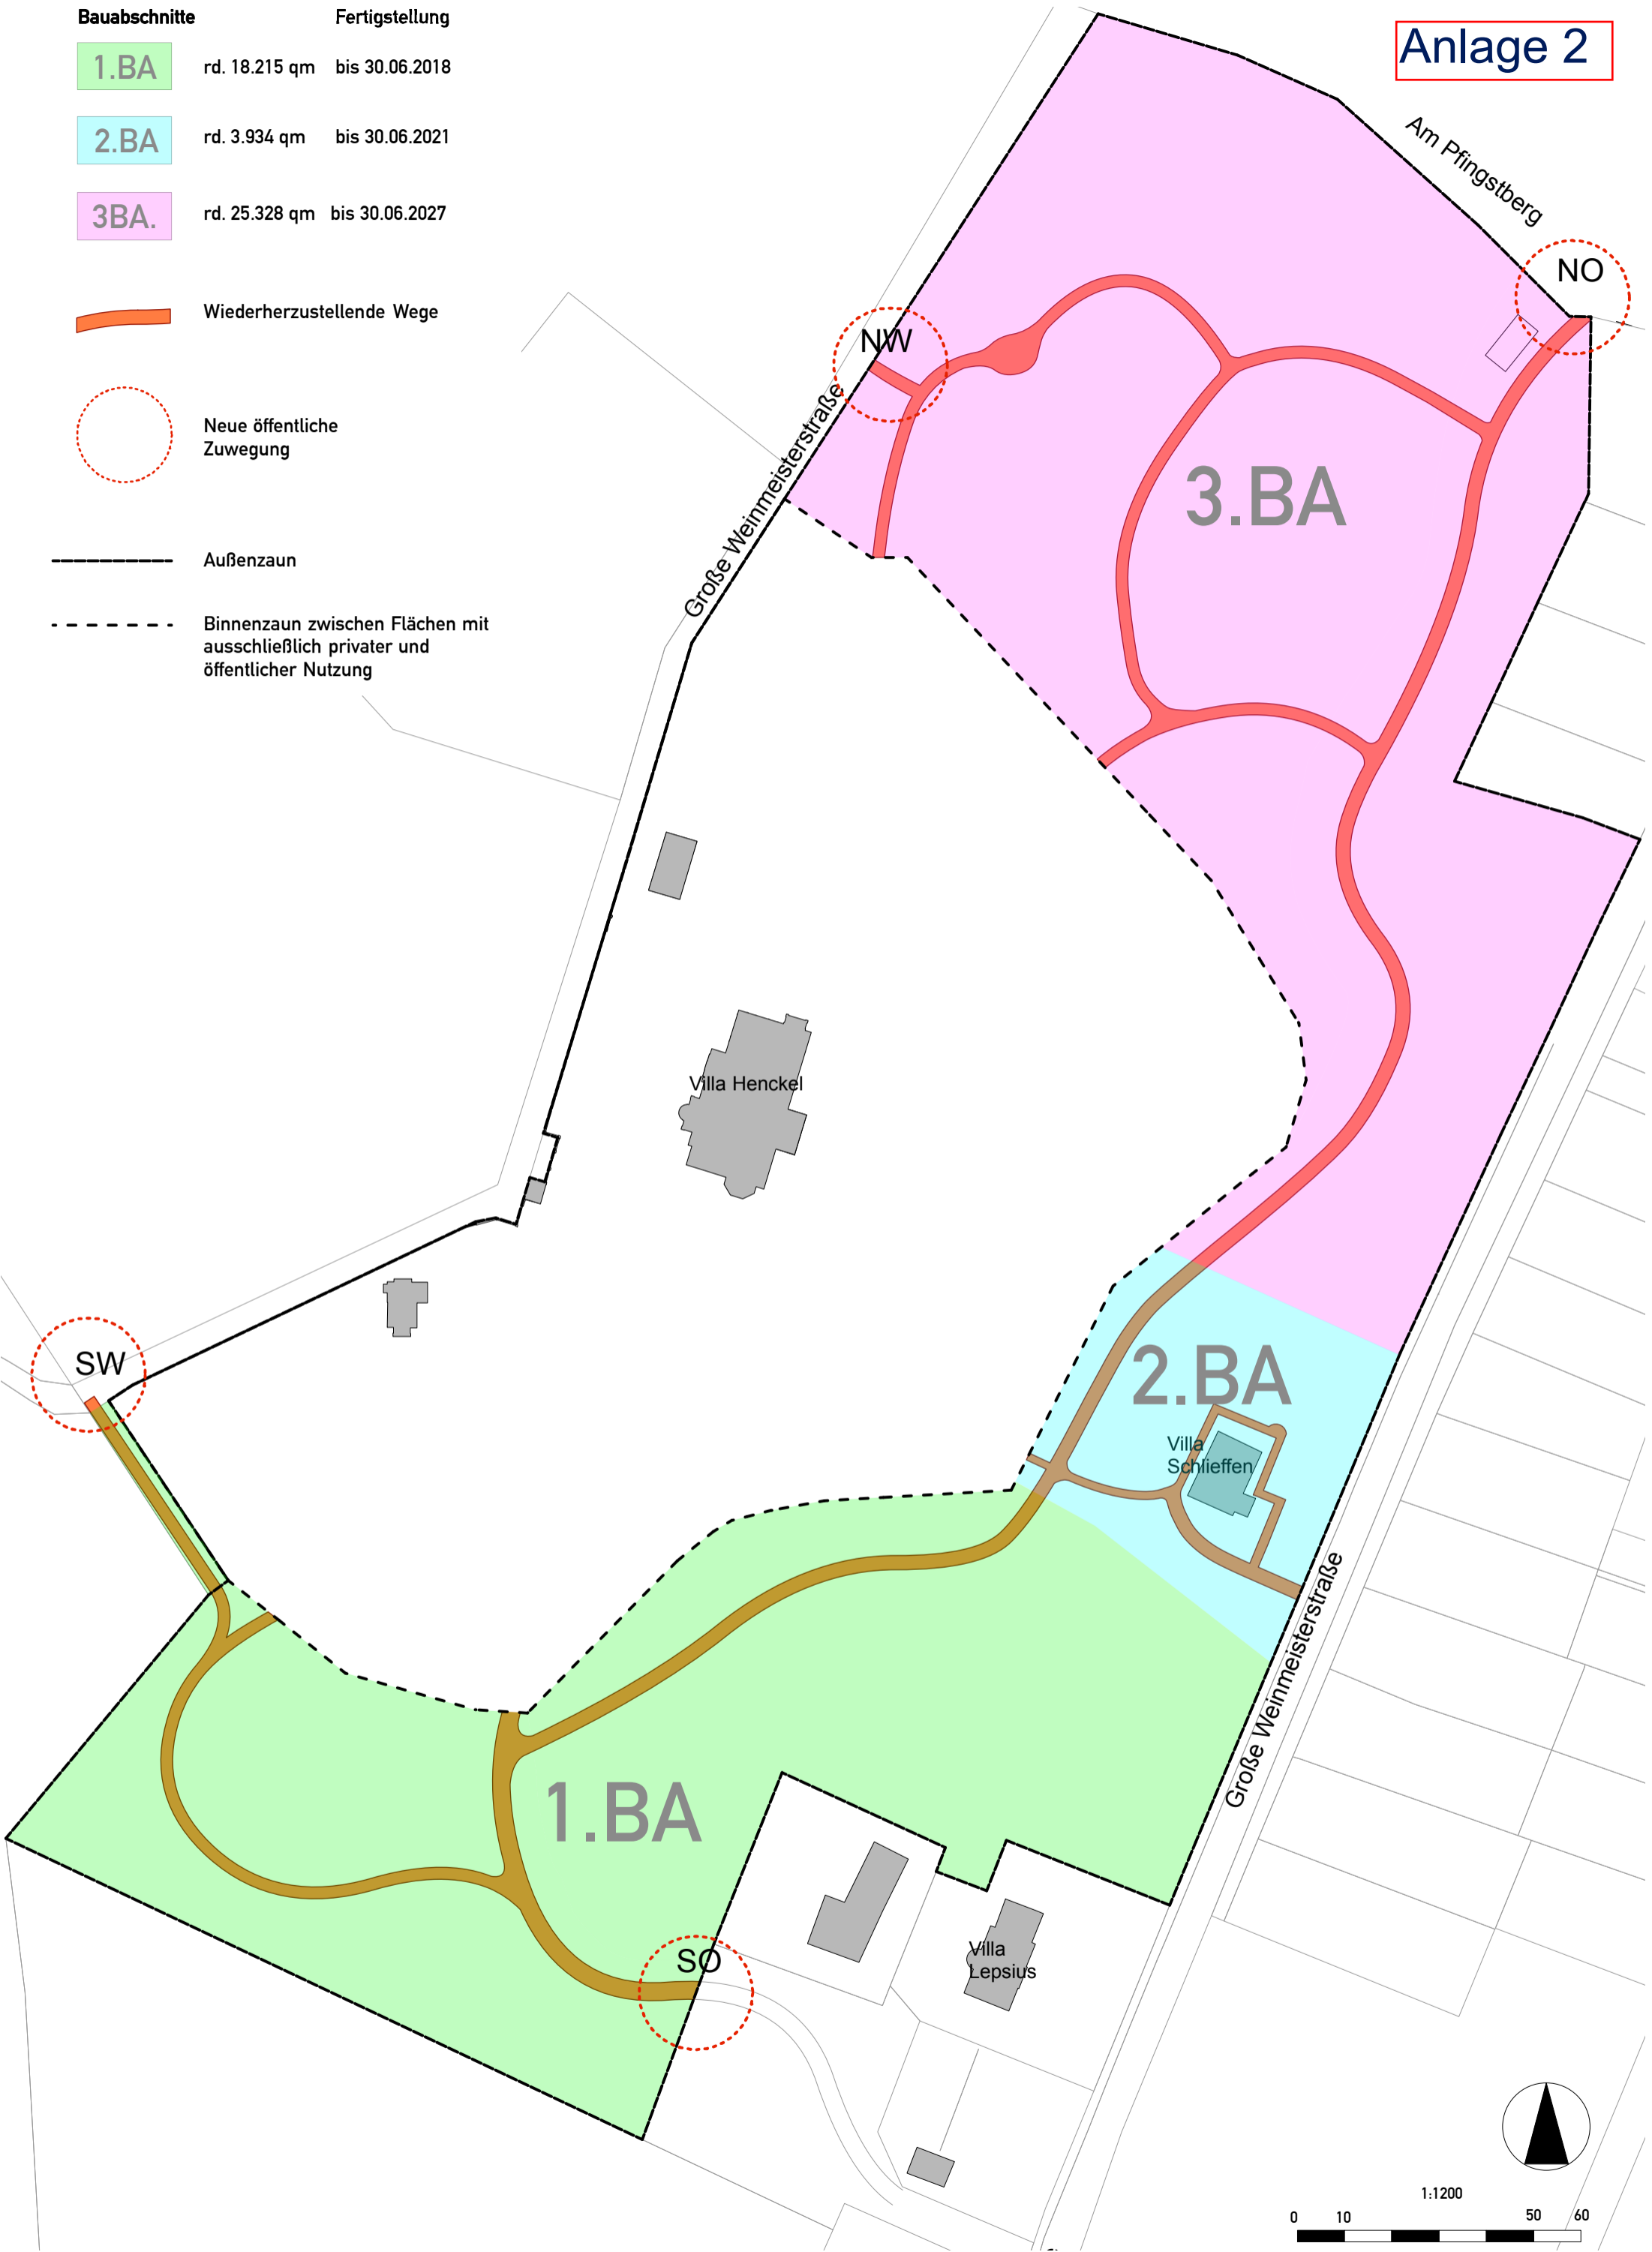 Bauabschnitte Fertigstellung
1.BA rd. 18.215 qm bis 30.06.2018
2.BA rd. 3.934 qm bis 30.06.2021
3BA. rd. 25.328 qm bis 30.06.2027
Wiederherzustellende Wege
Neue öffentliche
Zuwegung
Außenzaun
Binnenzaun zwischen Flächen mit
ausschließlich privater und
öffentlicher Nutzung
Anlage 2
Am Pfingstberg
NO
NW
Große Weinmeisterstraße
3.BA
Villa Henckel
SW
2.BA
Villa
Schlieffen
Große Weinmeisterstraße
1.BA
SO
Villa
Lepsius
1:1200
0 10 50 60